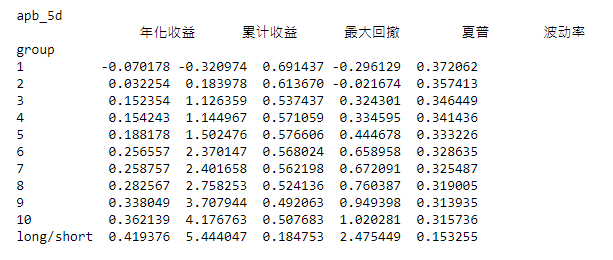 apb_5d
年化收益 累计收益 最大回撤 夏普 波动率
group
1 -0.070178 -0.320974 0.691437 -0.296129 0.372062
2 0.032254 0.183978 0.613670 -0.021674 0.357413
3 0.152354 1.126359 0.537437 0.324301 0.346449
4 0.154243 1.144967 0.571059 0.334595 0.341436
5 0.188178 1.502476 0.576606 0.444678 0.333226
6 0.256557 2.370147 0.568024 0.658958 0.328635
7 0.258757 2.401658 0.562198 0.672091 0.325487
8 0.282567 2.758253 0.524136 0.760387 0.319005
9 0.338049 3.707944 0.492063 0.949398 0.313935
10 0.362139 4.176763 0.507683 1.020281 0.315736
long/short 0.419376 5.444047 0.184753 2.475449 0.153255